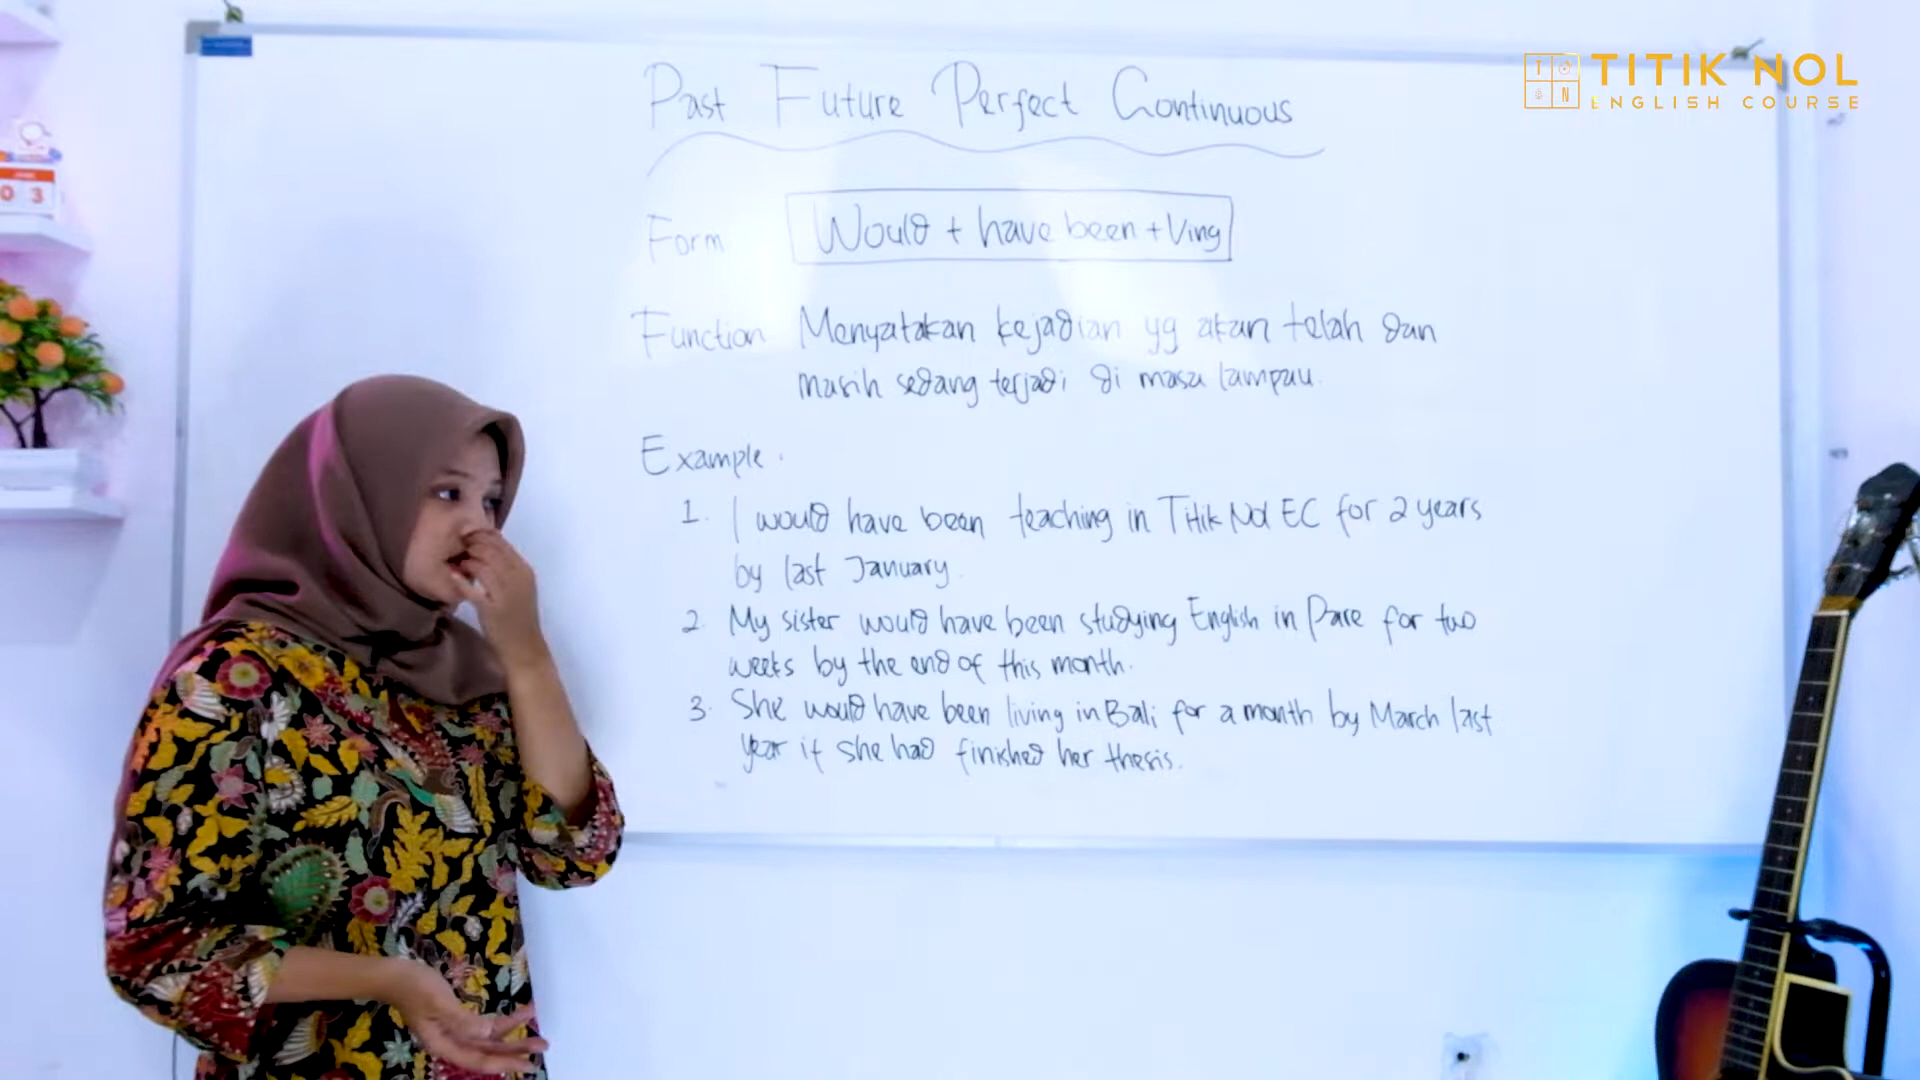 TITIK NOL
ENGLISH COURSE
T
N
Past Future Perfect Continuous
Form Would + have been + Ving
Function Menyatakan kejadian yg akan telah dan
masih sedang terjadi di masa lampau.
Example.
1. I would have been teaching in Titik Nol EC for 2 years
by last January.
2. My sister would have been studying English in Pare for two
weeks by the end of this month.
3. She would have been living in Bali for a month by March last
year if she had finished her thesis.
03